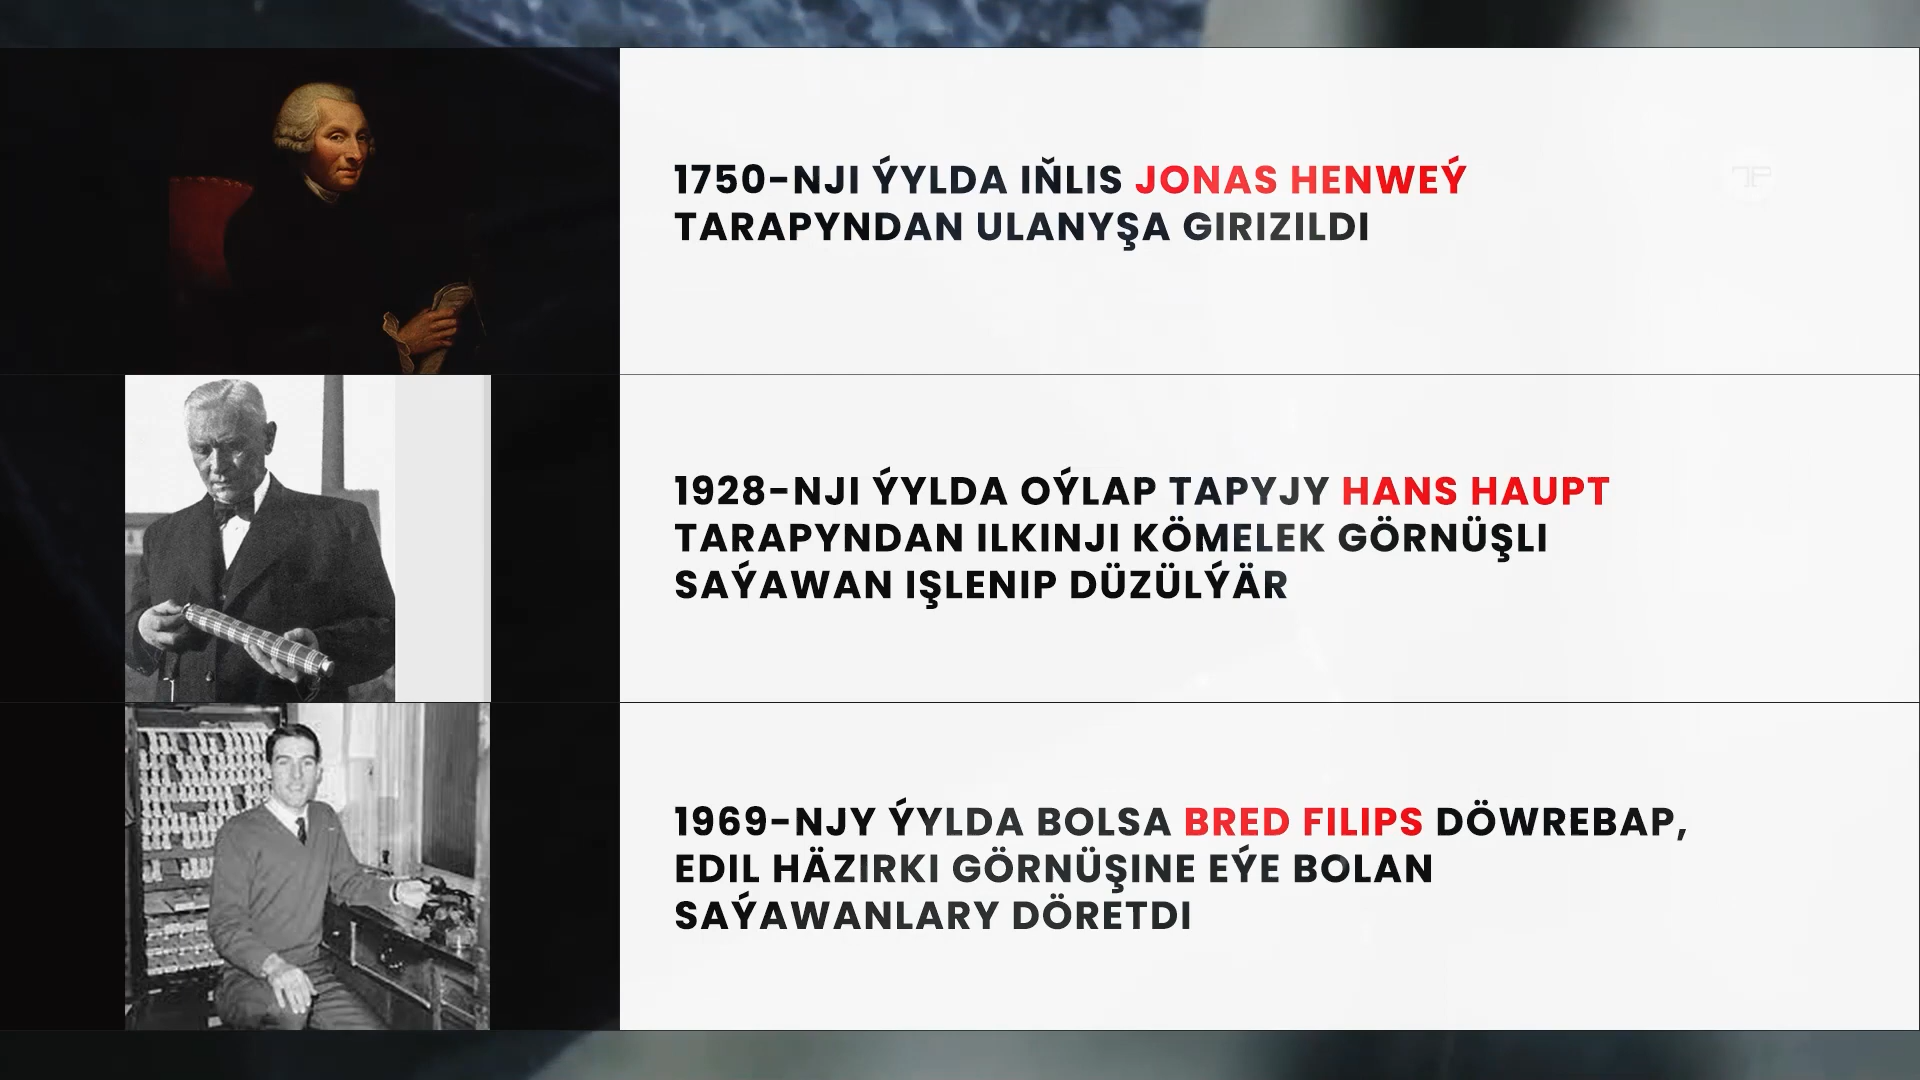 1750-NJI ÝYLDA IŇLIS JONAS HENWEÝ
TARAPYNDAN ULANYŞA GIRIZILDI
TP
1928-NJI ÝYLDA OÝLAP TAPYJY HANS HAUPT
TARAPYNDAN ILKINJI KÖMELEK GÖRNÜŞLI
SAÝAWAN IŞLENIP DÜZÜLÝÄR
1969-NJY ÝYLDA BOLSA BRED FILIPS DÖWREBAP,
EDIL HÄZIRKI GÖRNÜŞINE EÝE BOLAN
SAÝAWANLARY DÖRETDI